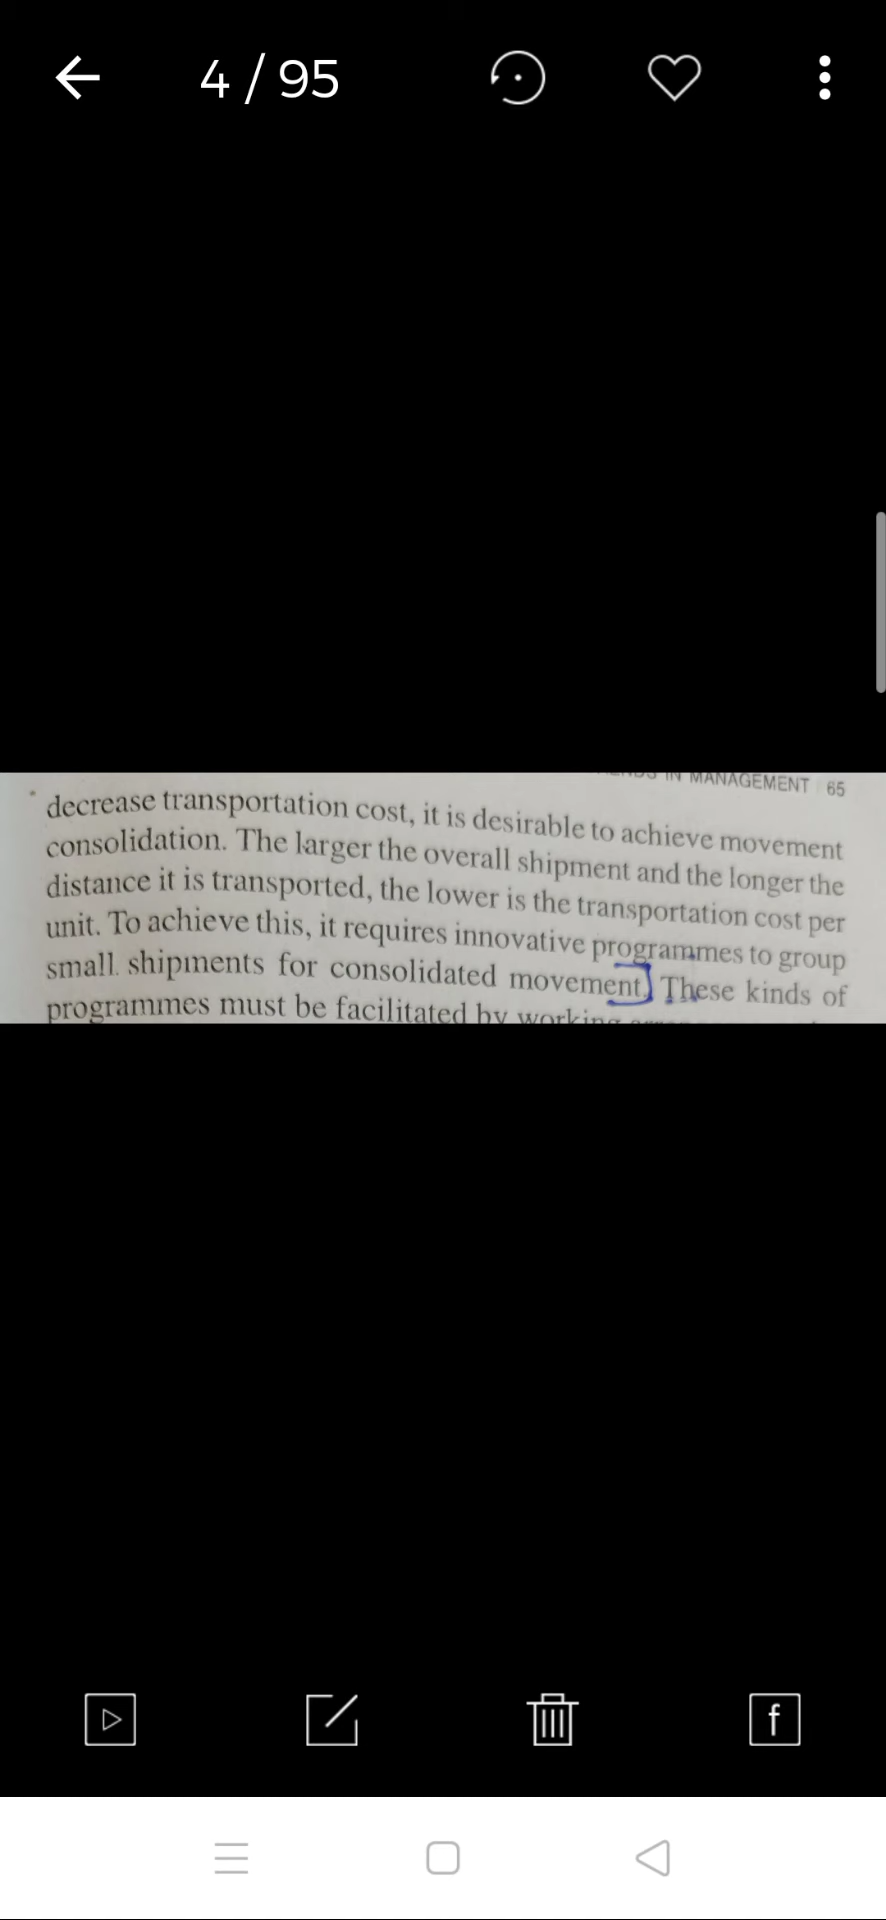 4 / 95
IN MANAGEMENT 65
decrease transportation cost, it is desirable to achieve movement
consolidation. The larger the overall shipment and the longer the
distance it is transported, the lower is the transportation cost per
unit. To achieve this, it requires innovative programmes to group
small shipments for consolidated movement. These kinds of
programmes must be facilitated by working
f